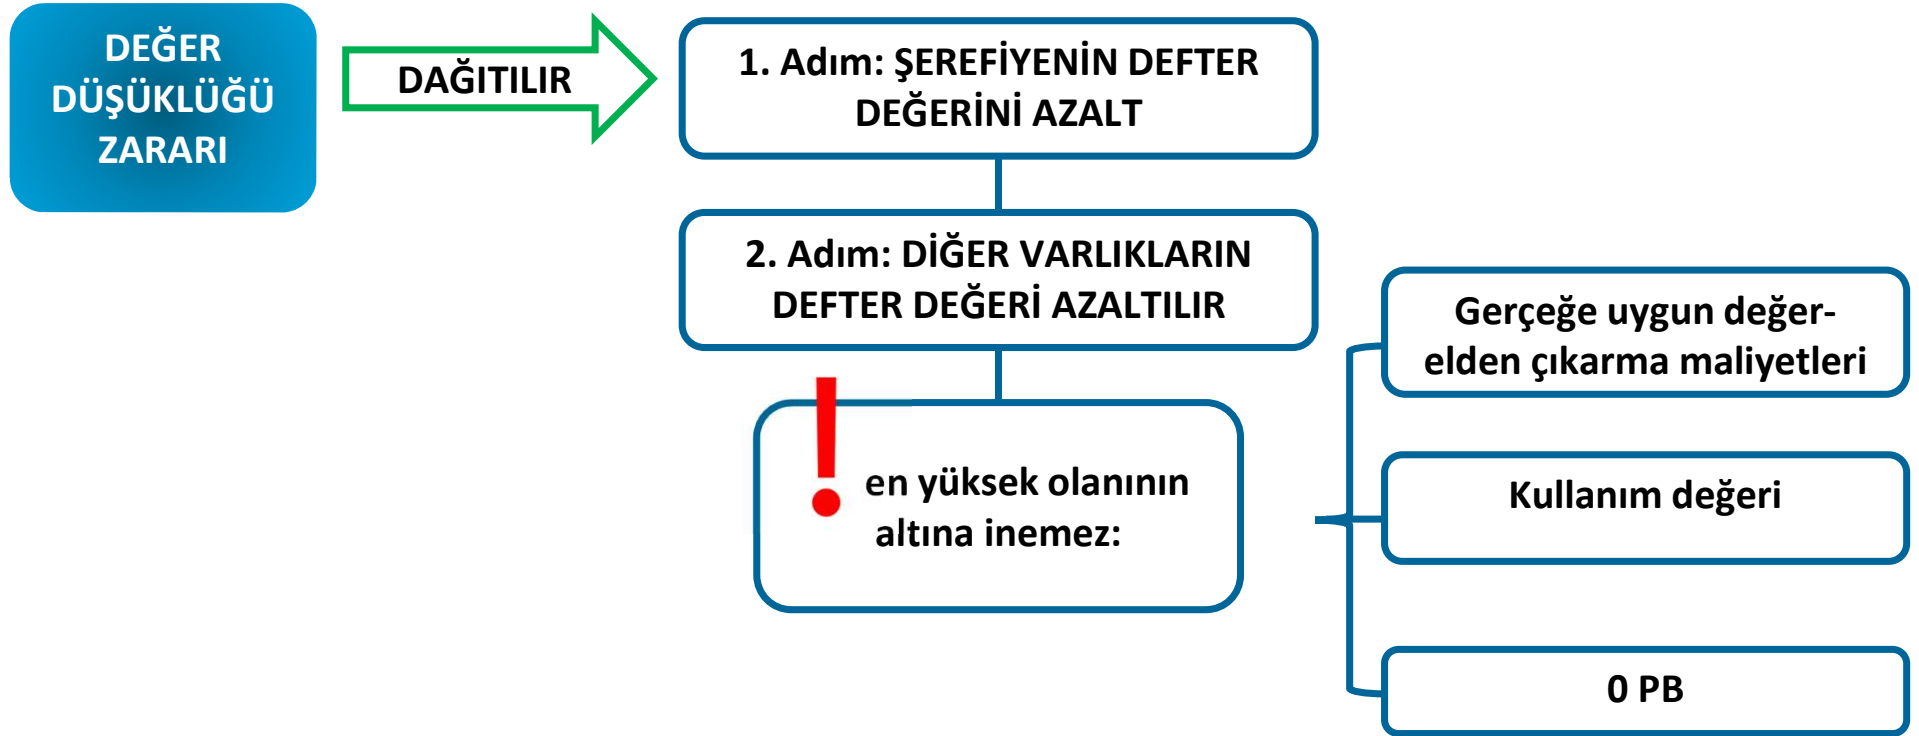 DEĞER
DÜŞÜKLÜĞÜ
ZARARI
DAĞITILIR
1. Adım: ŞEREFİYENİN DEFTER
DEĞERİNİ AZALT
2. Adım: DİĞER VARLIKLARIN
DEFTER DEĞERİ AZALTILIR
! en yüksek olanının
altına inemez:
Gerçeğe uygun değer-
elden çıkarma maliyetleri
Kullanım değeri
0 PB